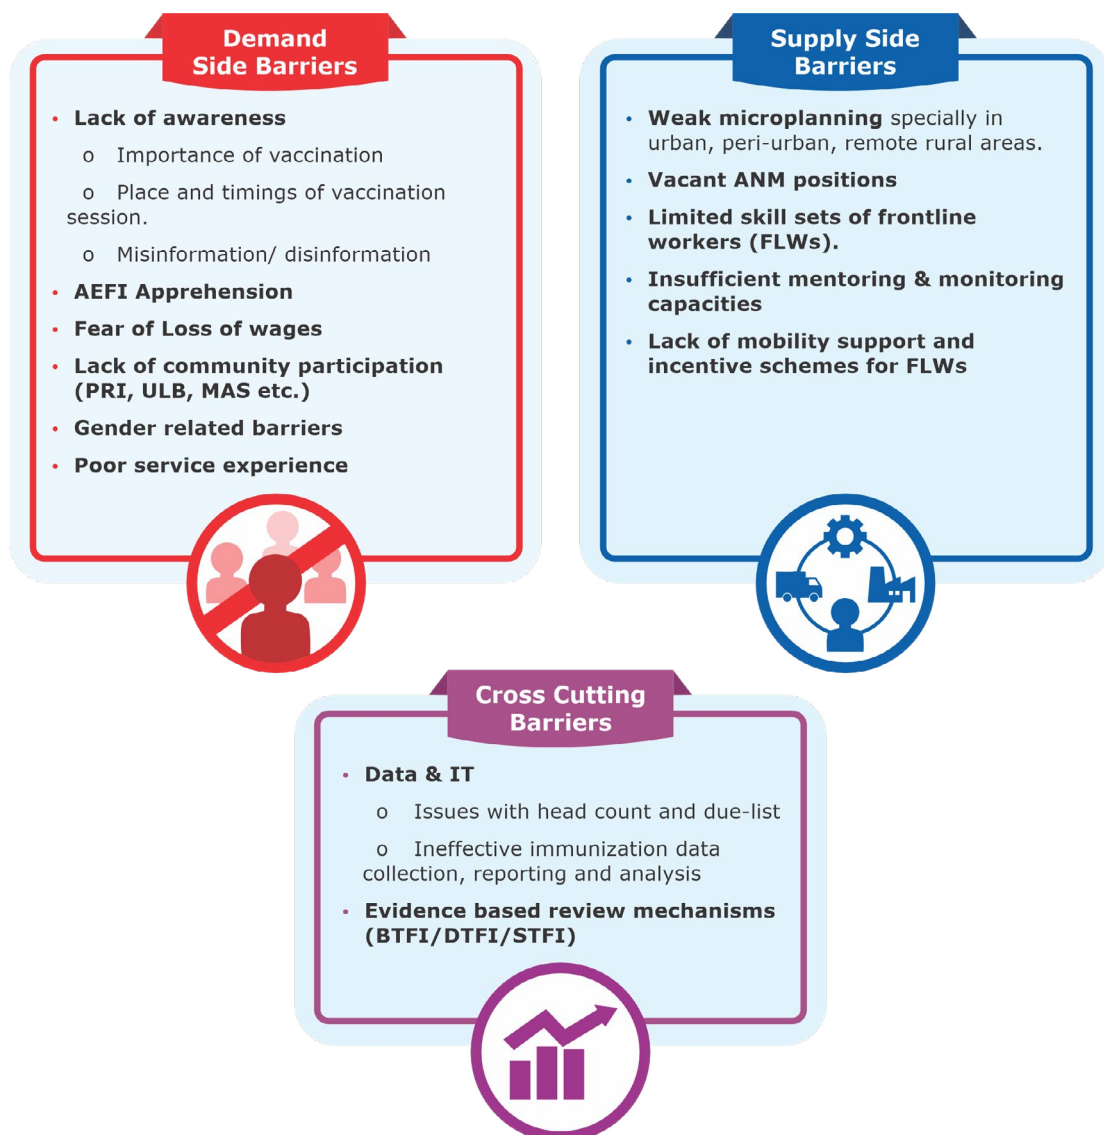 Demand
Side Barriers
• Lack of awareness
o Importance of vaccination
o Place and timings of vaccination
session.
o Misinformation/ disinformation
• AEFI Apprehension
• Fear of Loss of wages
• Lack of community participation
(PRI, ULB, MAS etc.)
• Gender related barriers
• Poor service experience
Supply Side
Barriers
• Weak microplanning specially in
urban, peri-urban, remote rural areas.
• Vacant ANM positions
• Limited skill sets of frontline
workers (FLWs).
• Insufficient mentoring & monitoring
capacities
• Lack of mobility support and
incentive schemes for FLWs
Cross Cutting
Barriers
• Data & IT
o Issues with head count and due-list
o Ineffective immunization data
collection, reporting and analysis
• Evidence based review mechanisms
(BTFI/DTFI/STFI)